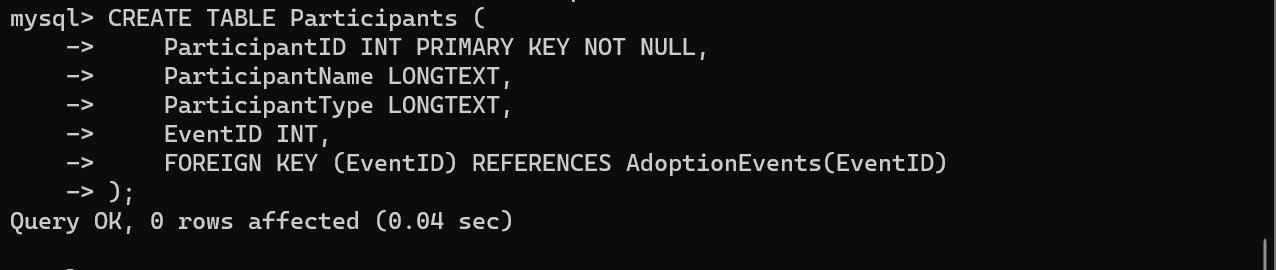 mysql> CREATE TABLE Participants (
    ->     ParticipantID INT PRIMARY KEY NOT NULL,
    ->     ParticipantName LONGTEXT,
    ->     ParticipantType LONGTEXT,
    ->     EventID INT,
    ->     FOREIGN KEY (EventID) REFERENCES AdoptionEvents(EventID)
    -> );
Query OK, 0 rows affected (0.04 sec)